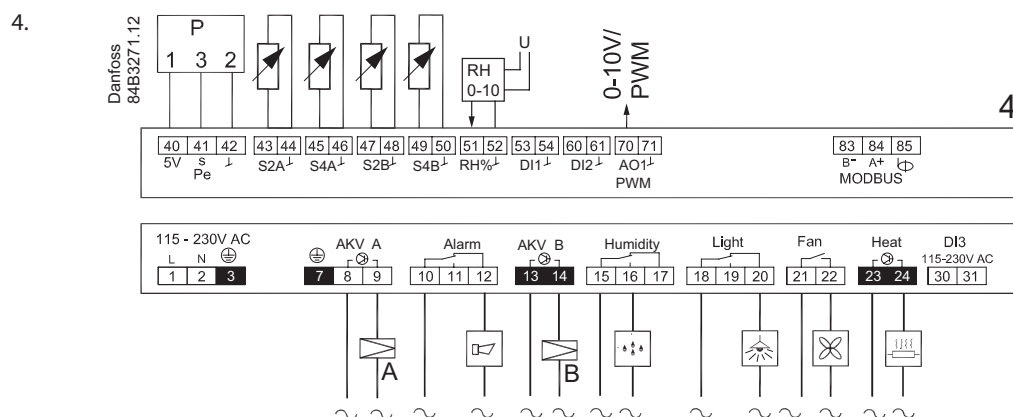 4.
Danfoss
84B3271.12
P
1 3 2
U
RH
0-10
0-10V/
PWM
4
40 41 42 43 44 45 46 47 48 49 50 51 52 53 54 60 61 70 71 83 84 85
5V s ⊥ S2A⊥ S4A⊥ S2B⊥ S4B⊥ RH%⊥ DI1⊥ DI2⊥ AO1⊥ B- A+
Pe PWM MODBUS
115 - 230V AC AKV A Alarm AKV B Humidity Light Fan Heat DI3
L N 115-230V AC
1 2 3 7 8 9 10 11 12 13 14 15 16 17 18 19 20 21 22 23 24 30 31
A B